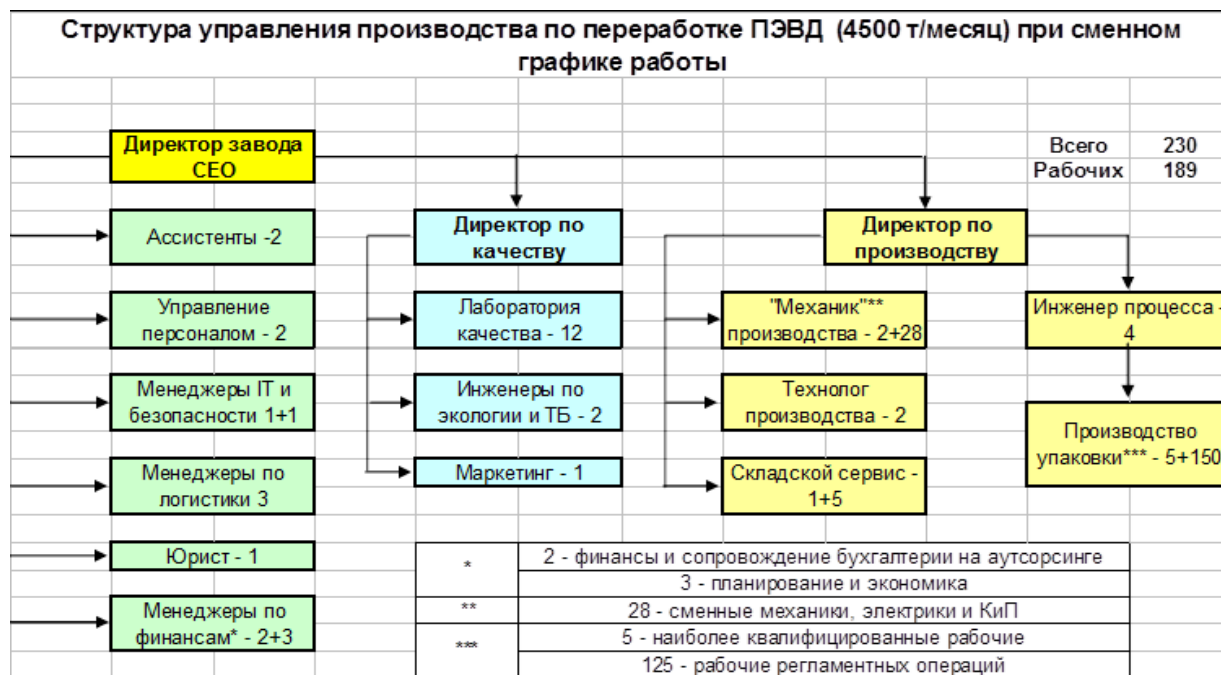 Структура управления производства по переработке ПЭВД (4500 т/месяц) при сменном
графике работы
Всего 230
Рабочих 189
Директор завода
CEO
Ассистенты -2
Управление
персоналом - 2
Менеджеры IT и
безопасности 1+1
Менеджеры по
логистики 3
Юрист - 1
Менеджеры по
финансам* - 2+3
Директор по
качеству
Лаборатория
качества - 12
Инженеры по
экологии и ТБ - 2
Маркетинг - 1
Директор по
производству
"Механик"**
производства - 2+28
Технолог
производства - 2
Складской сервис -
1+5
Инженер процесса -
4
Производство
упаковки*** - 5+150
* 2 - финансы и сопровождение бухгалтерии на аутсорсинге
3 - планирование и экономика
** 28 - сменные механики, электрики и КиП
*** 5 - наиболее квалифицированные рабочие
125 - рабочие регламентных операций